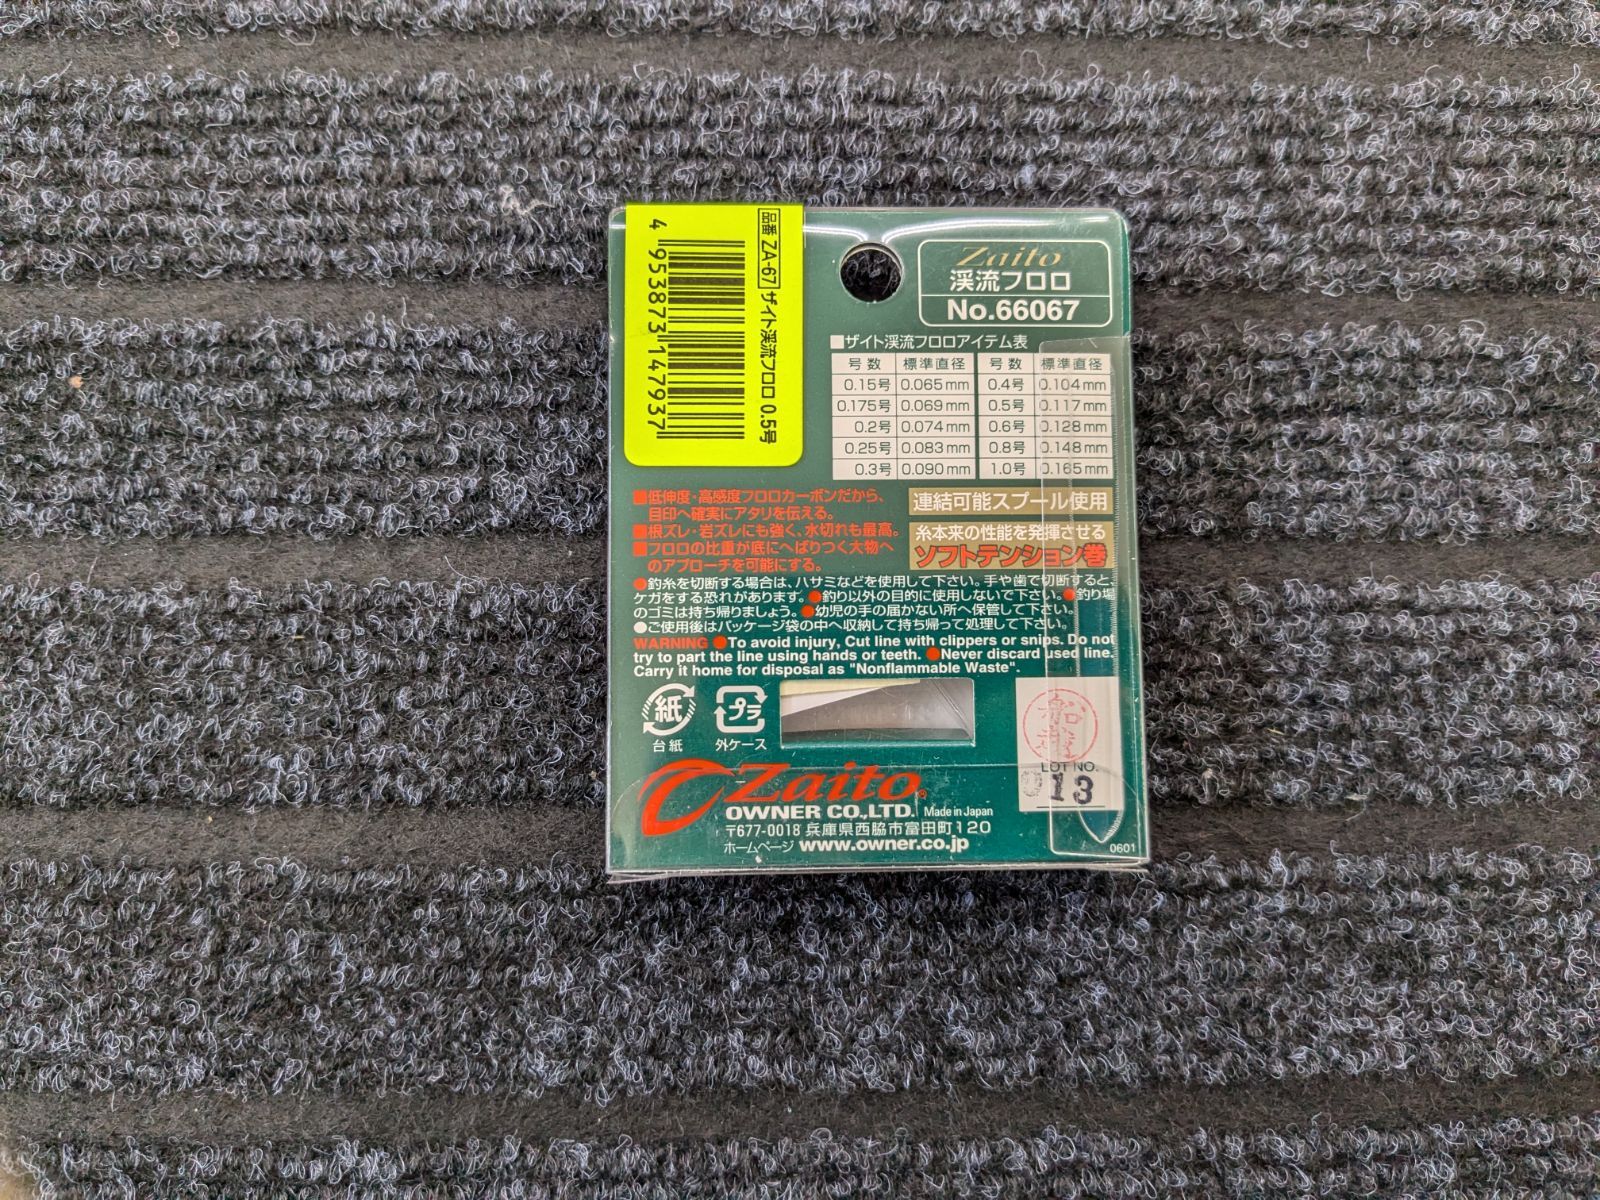 品番 ZA-67 ザイト渓流フロロ 0.5号
4 953873 147937
Zaito
渓流フロロ
No.66067
■ザイト渓流フロロアイテム表
号数 標準直径 号数 標準直径
0.15号 0.065mm 0.4号 0.104mm
0.175号 0.069mm 0.5号 0.117mm
0.2号 0.074mm 0.6号 0.128mm
0.25号 0.083mm 0.8号 0.148mm
0.3号 0.090mm 1.0号 0.165mm
■低伸度・高感度フロロカーボンだから、
目印へ確実にアタリを伝える。
■根ズレ・岩ズレにも強く、水切れも最高。
■フロロの比重が底にへばりつく大物へ
のアプローチを可能にする。
連結可能スプール使用
糸本来の性能を発揮させる
ソフトテンション巻
●釣糸を切断する場合は、ハサミなどを使用して下さい。手や歯で切断すると、
ケガをする恐れがあります。●釣り以外の目的に使用しないで下さい。●釣り場
のゴミは持ち帰りましょう。●幼児の手の届かない所へ保管して下さい。
●ご使用後はパッケージ袋の中へ収納して持ち帰って処理して下さい。
WARNING ●To avoid injury, Cut line with clippers or snips. Do not
try to part the line using hands or teeth. ●Never discard used line.
Carry it home for disposal as "Nonflammable Waste".
紙
台紙
プラ
外ケース
LOT NO.
13
Zaito®
OWNER CO.,LTD. Made in Japan
〒677-0018 兵庫県西脇市富田町120
ホームページ www.owner.co.jp
0601